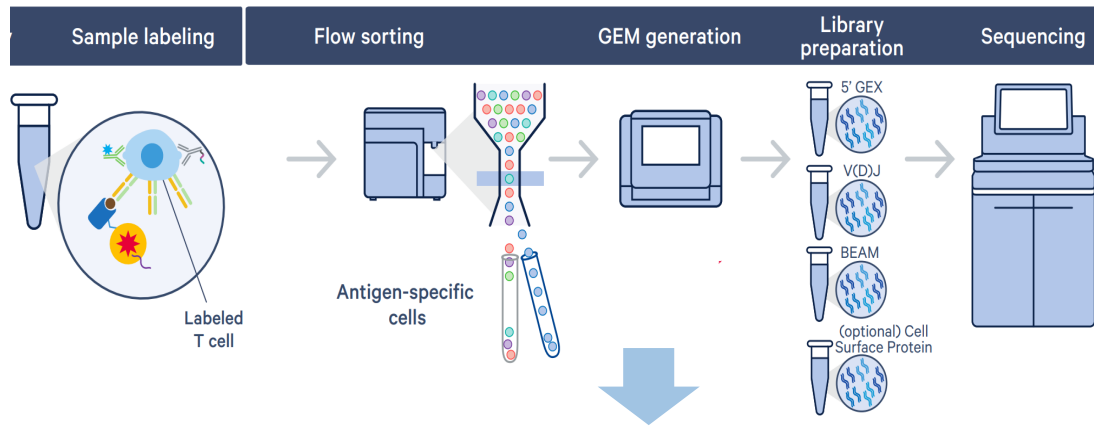 Sample labeling
Flow sorting
GEM generation
Library
preparation
Sequencing
5' GEX
V(D)J
BEAM
(optional) Cell
Surface Protein
Antigen-specific
cells
Labeled
T cell